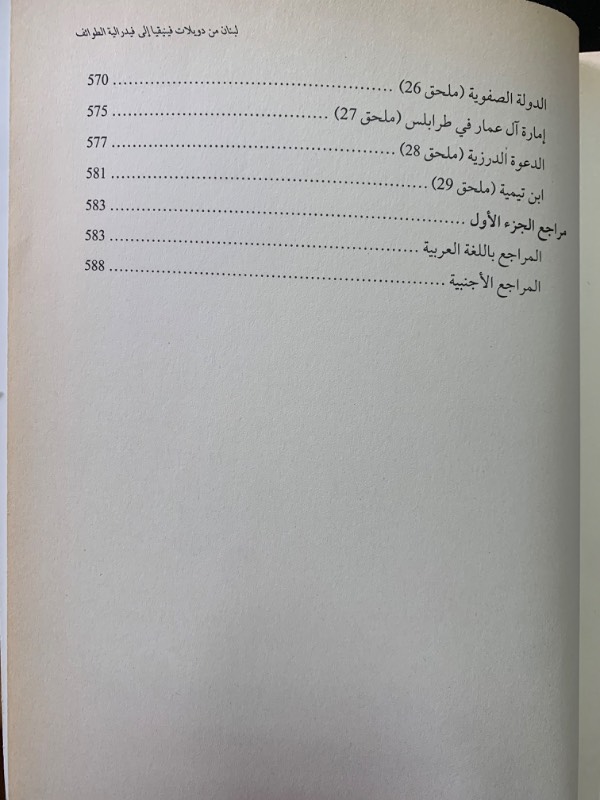 لبنان من دويلات فينيقيا إلى فيدرالية الطوائف
الدولة الصفوية (ملحق 26) ................................................ 570
إمارة آل عمار في طرابلس (ملحق 27) ................................ 575
الدعوة الدرزية (ملحق 28) ................................................ 577
ابن تيمية (ملحق 29) ........................................................ 581
مراجع الجزء الأول ............................................................ 583
المراجع باللغة العربية .................................................... 583
المراجع الأجنبية ............................................................ 588